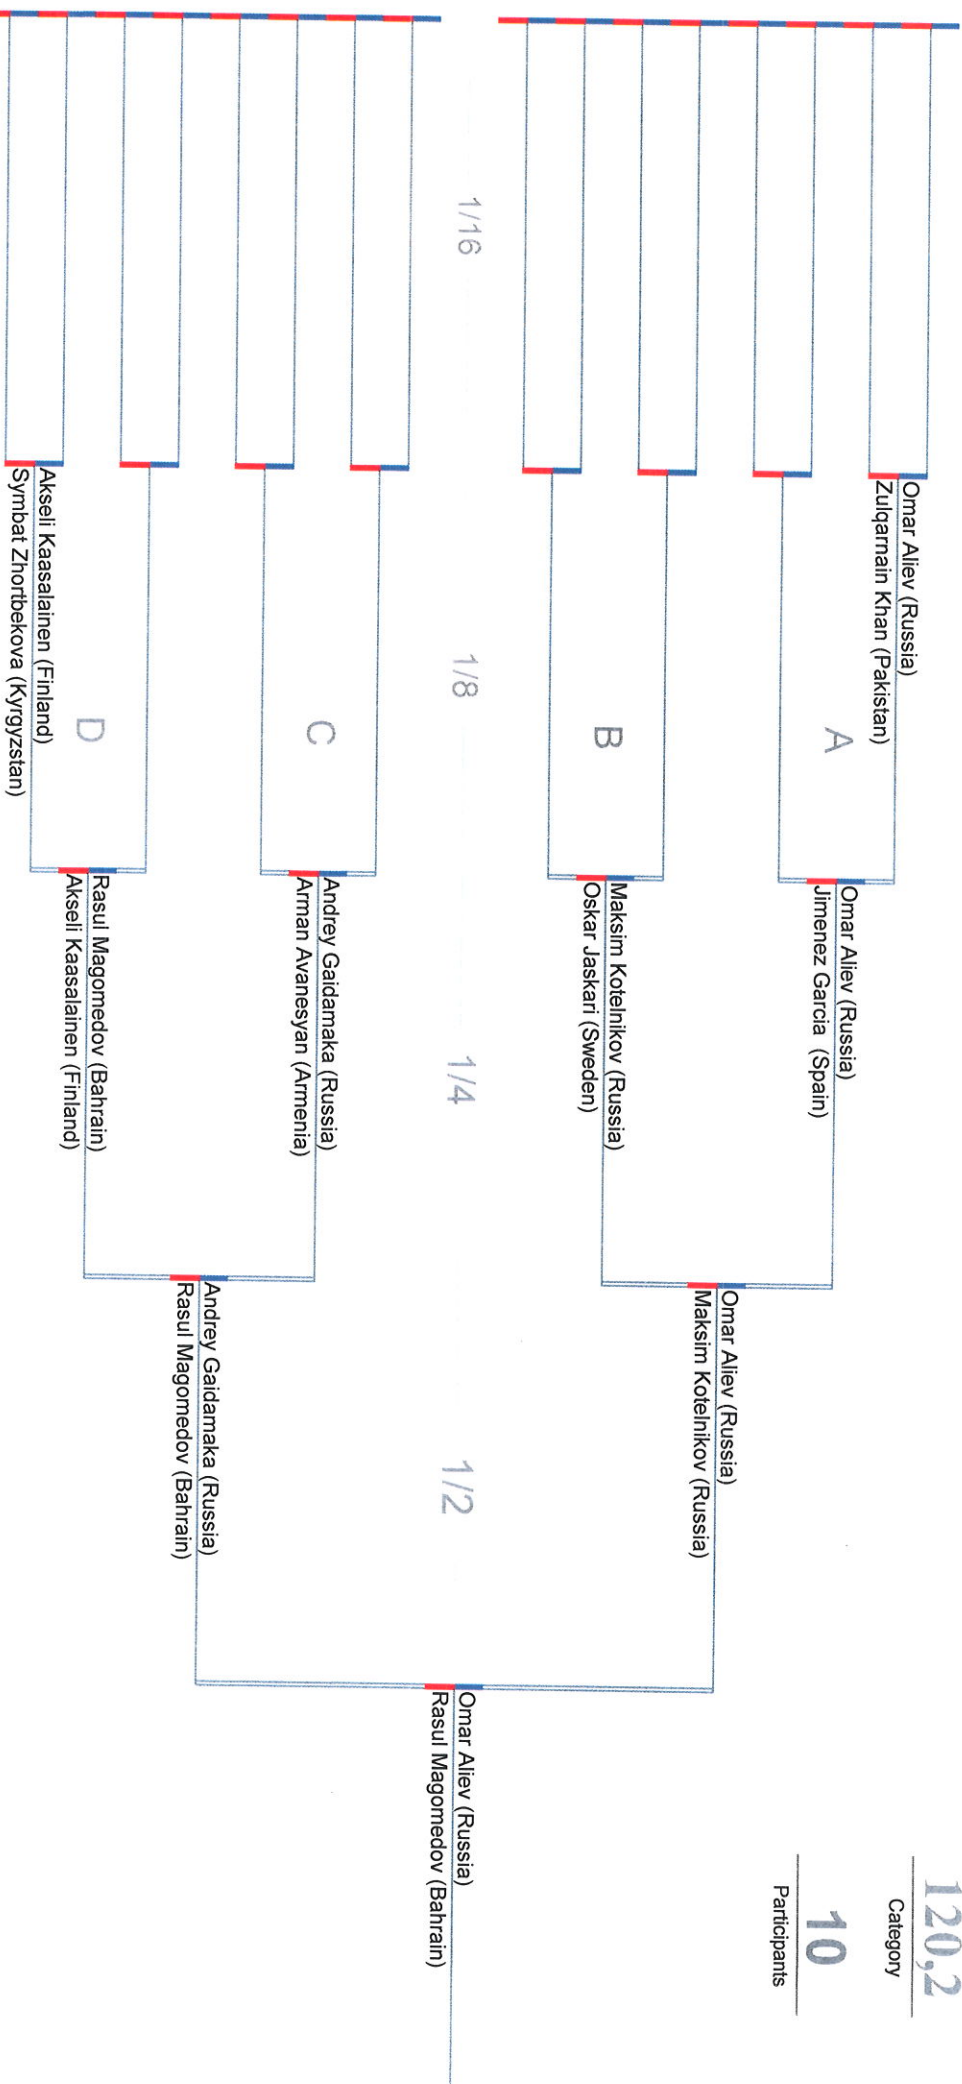 120,2
Category
10
Participants
1/16
1/8
1/4
1/2
Omar Aliev (Russia)
Zulqarnain Khan (Pakistan)
A
Omar Aliev (Russia)
Jimenez Garcia (Spain)
B
Maksim Kotelnikov (Russia)
Oskar Jaskari (Sweden)
Omar Aliev (Russia)
Maksim Kotelnikov (Russia)
C
Andrey Gaidamaka (Russia)
Arman Avanesyan (Armenia)
Akseli Kaasalainen (Finland)
Symbat Zhortbekova (Kyrgyzstan)
D
Rasul Magomedov (Bahrain)
Akseli Kaasalainen (Finland)
Andrey Gaidamaka (Russia)
Rasul Magomedov (Bahrain)
Omar Aliev (Russia)
Rasul Magomedov (Bahrain)